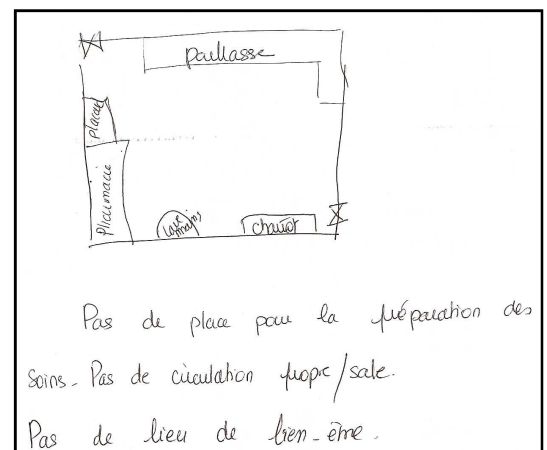 Paillasse
Placard
Pharmacie
Lave
mains
chariot
Pas de place pour la préparation des
soins. Pas de circulation propre/sale.
Pas de lieu de bien-être.